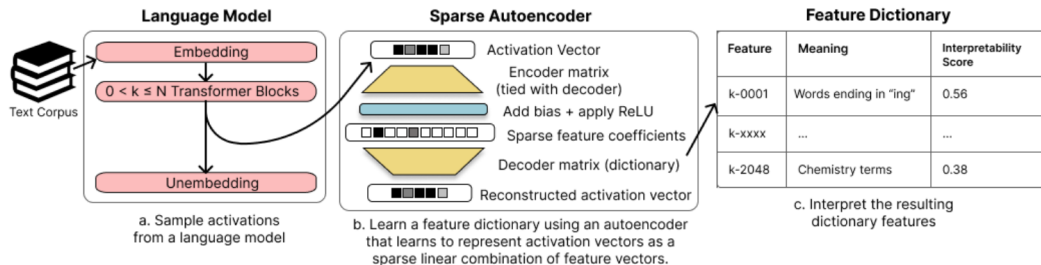 Language Model
Sparse Autoencoder
Feature Dictionary
Text Corpus
Embedding
0 < k ≤ N Transformer Blocks
Unembedding
a. Sample activations
from a language model
Activation Vector
Encoder matrix
(tied with decoder)
Add bias + apply ReLU
Sparse feature coefficients
Decoder matrix (dictionary)
Reconstructed activation vector
b. Learn a feature dictionary using an autoencoder
that learns to represent activation vectors as a
sparse linear combination of feature vectors.
Feature Meaning Interpretability
Score
k-0001 Words ending in “ing” 0.56
k-xxxx ... ...
k-2048 Chemistry terms 0.38
c. Interpret the resulting
dictionary features